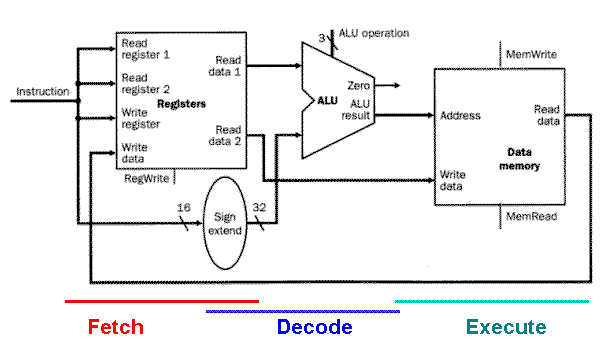 Instruction
Read
register 1
Read
register 2
Write
register
Write
data
Registers
Read
data 1
Read
data 2
RegWrite
16
Sign
extend
32
3
ALU operation
Zero
ALU
ALU
result
MemWrite
Address
Read
data
Data
memory
Write
data
MemRead
Fetch
Decode
Execute